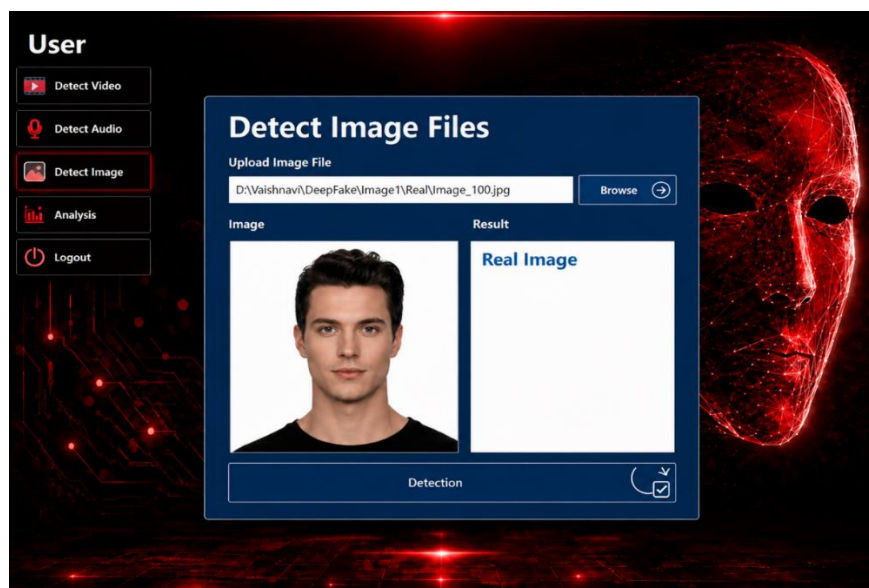 User
Detect Video
Detect Audio
Detect Image
Analysis
Logout
Detect Image Files
Upload Image File
D:\Vaishnavi\DeepFake\Image1\Real\Image_100.jpg
Browse
Image
Result
Real Image
Detection